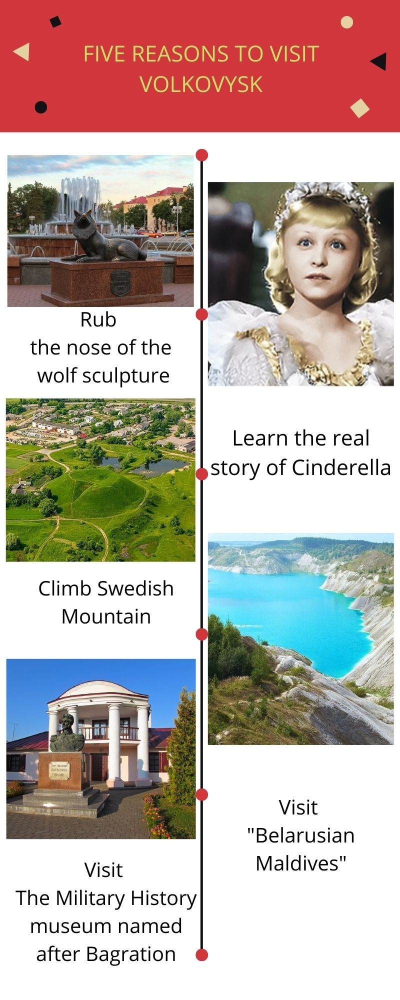 FIVE REASONS TO VISIT
VOLKOVYSK
Rub
the nose of the
wolf sculpture
Learn the real
story of Cinderella
Climb Swedish
Mountain
Visit
"Belarusian
Maldives"
БАГРАТИОН
Visit
The Military History
museum named
after Bagration